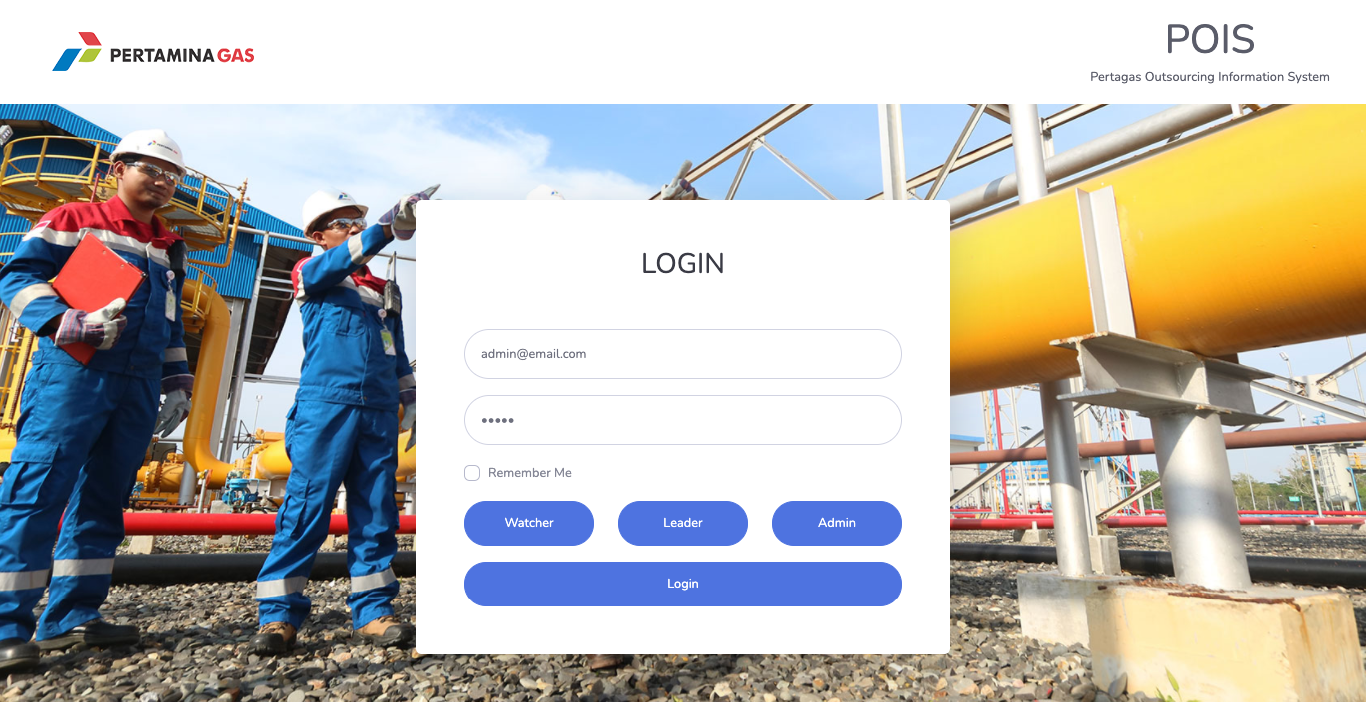 PERTAMINA GAS
POIS
Pertagas Outsourcing Information System
LOGIN
admin@email.com
•••••
Remember Me
Watcher
Leader
Admin
Login